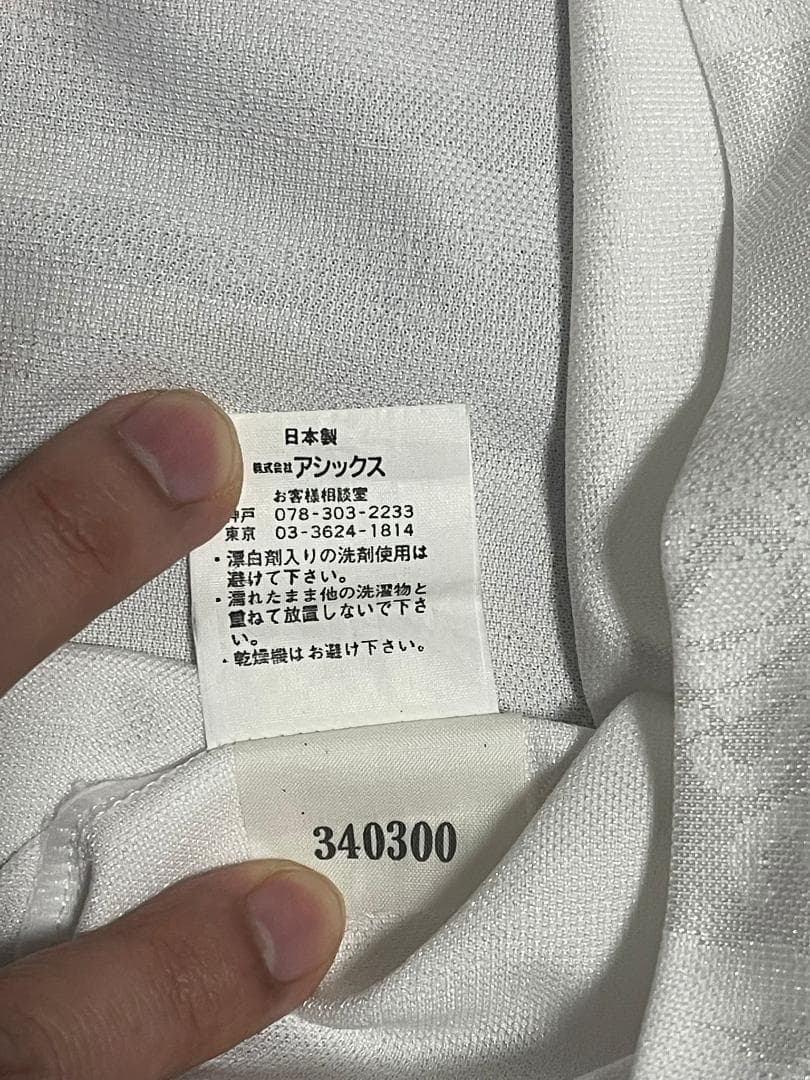 日本製
株式会社アシックス
お客様相談室
神戸 078-303-2233
東京 03-3624-1814
・漂白剤入りの洗剤使用は
避けて下さい。
・濡れたまま他の洗濯物と
重ねて放置しないで下さ
い。
・乾燥機はお避け下さい。
340300